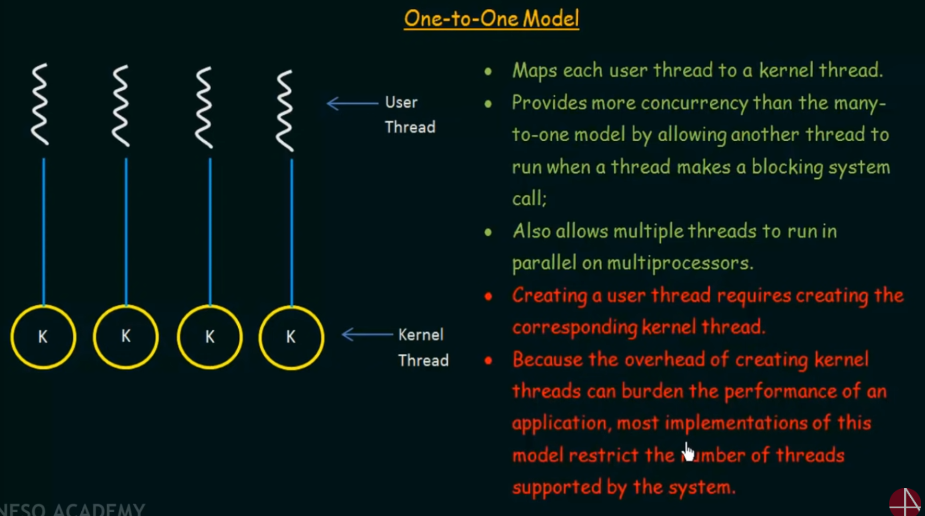 One-to-One Model
User
Thread
K
K
K
K
Kernel
Thread
• Maps each user thread to a kernel thread.
• Provides more concurrency than the many-
to-one model by allowing another thread to
run when a thread makes a blocking system
call;
• Also allows multiple threads to run in
parallel on multiprocessors.
• Creating a user thread requires creating the
corresponding kernel thread.
• Because the overhead of creating kernel
threads can burden the performance of an
application, most implementations of this
model restrict the number of threads
supported by the system.
NESO ACADEMY